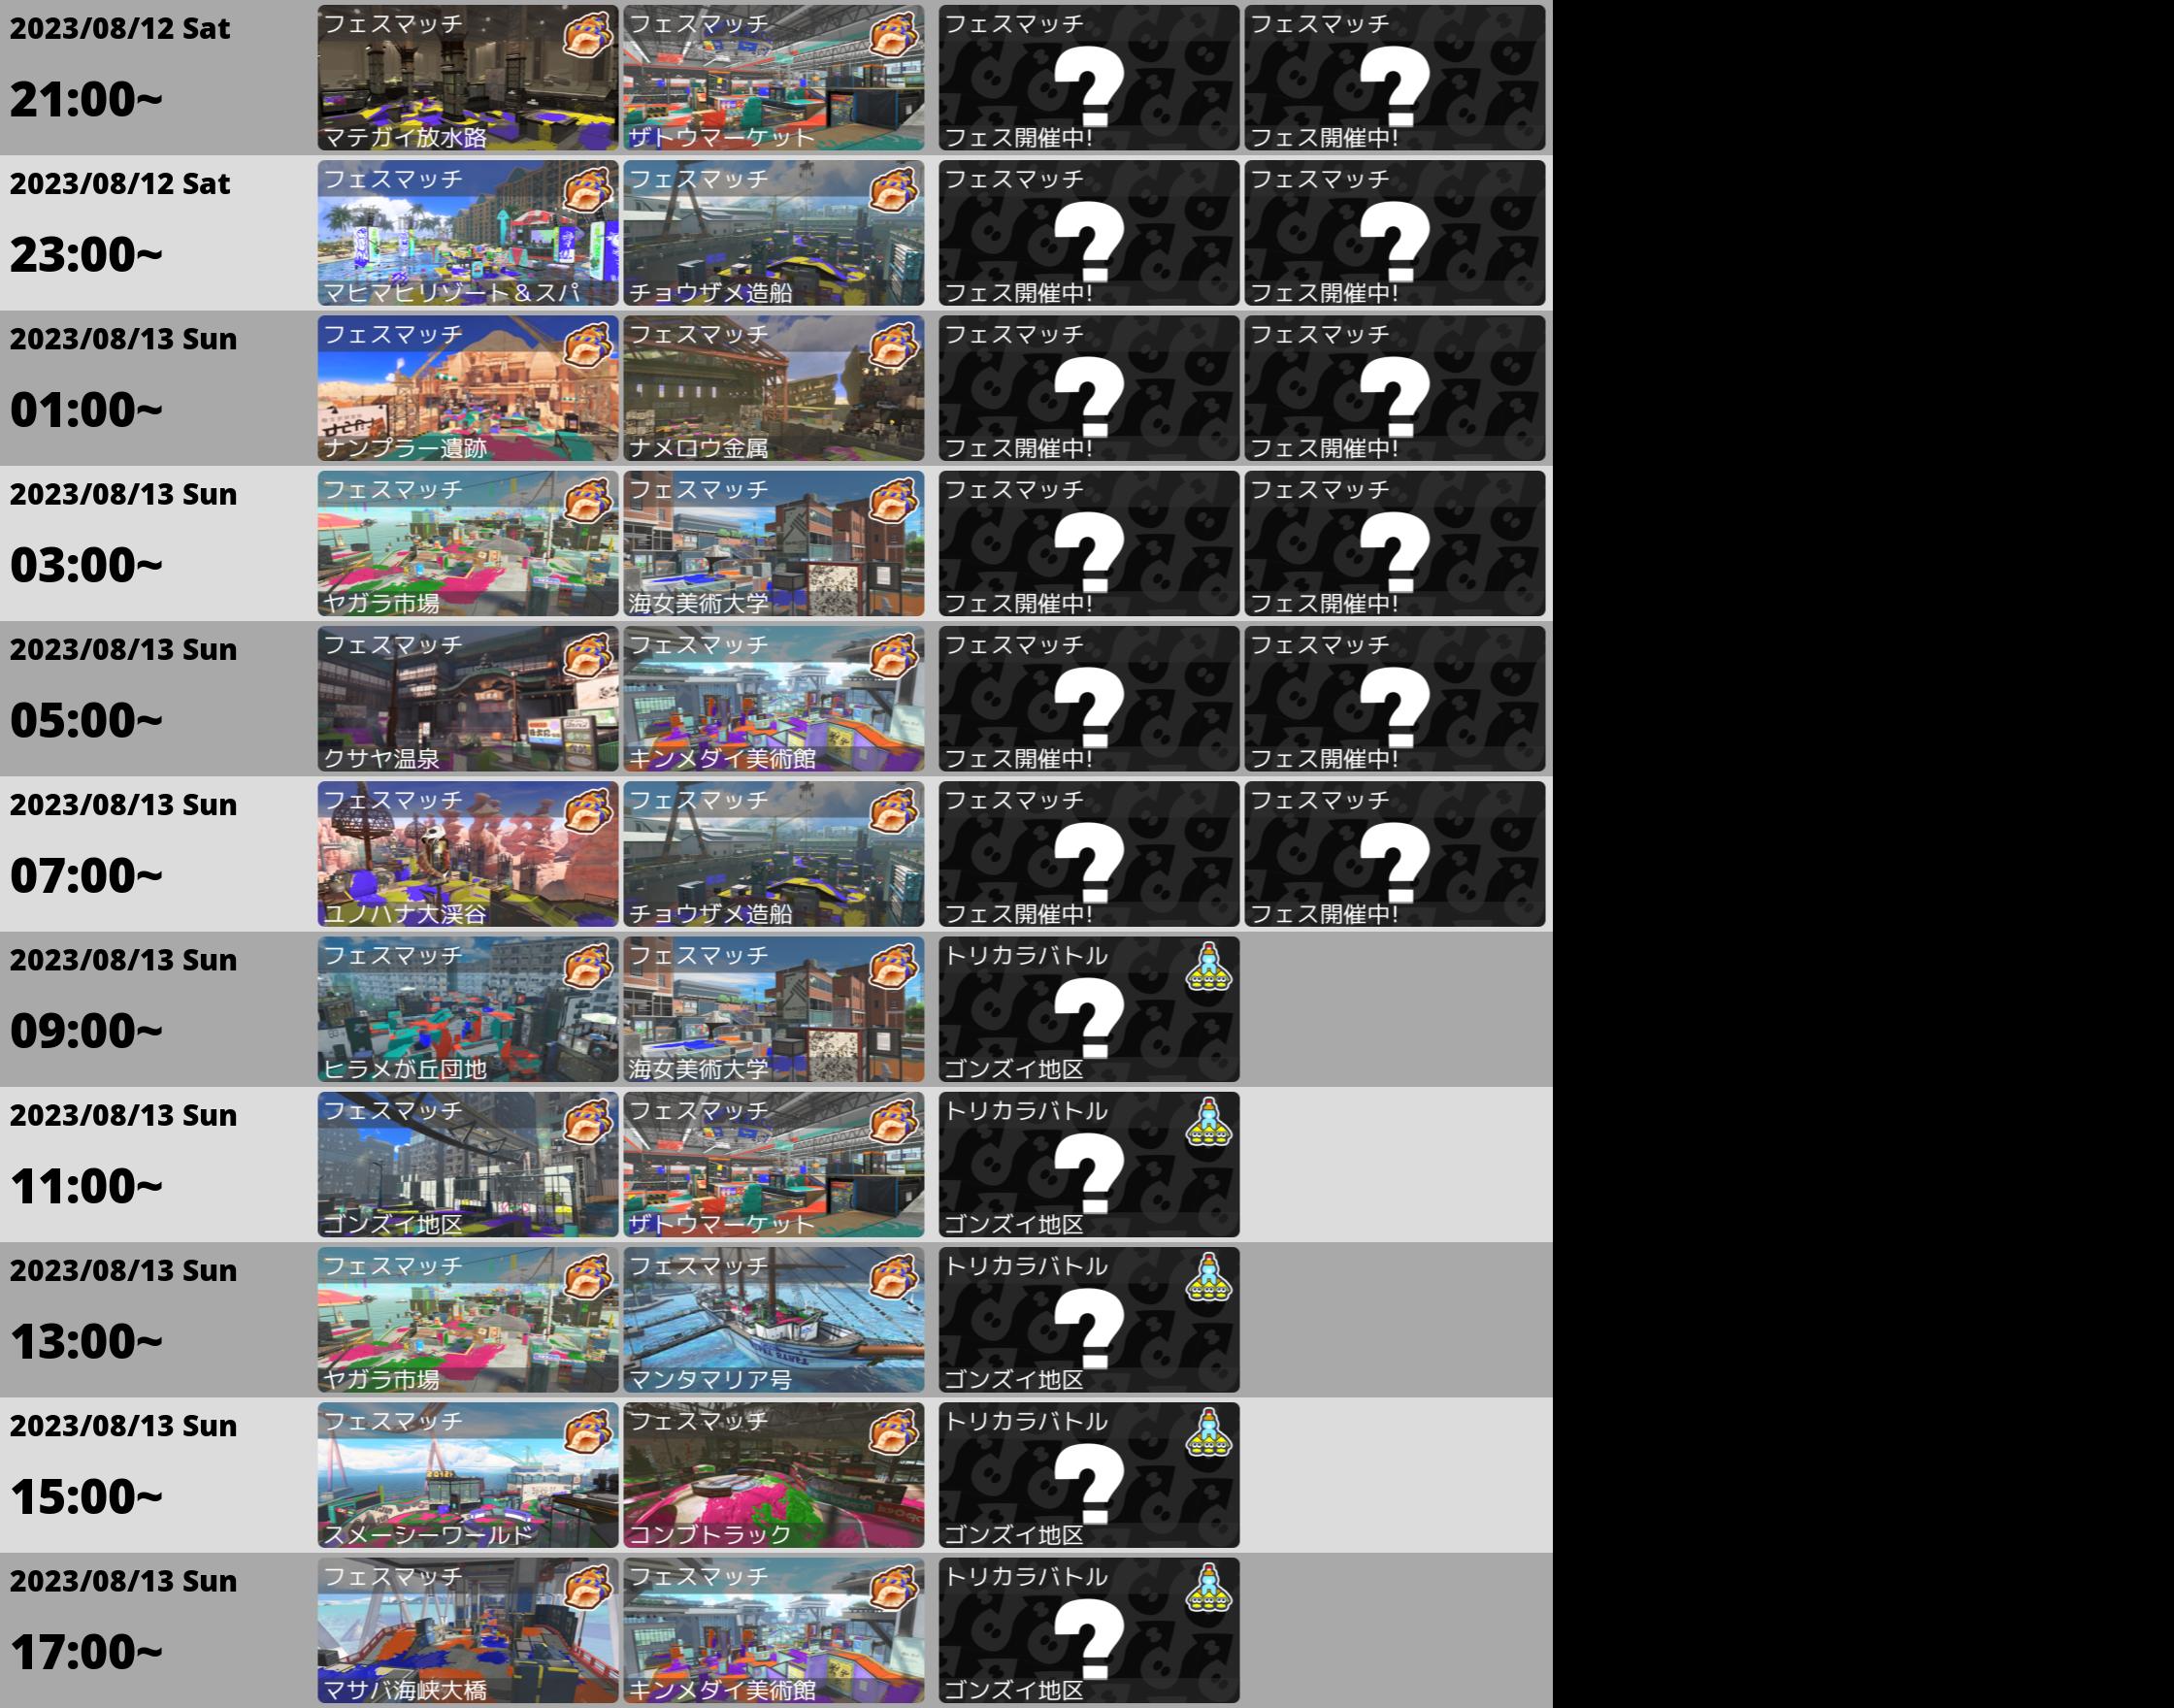 2023/08/12 Sat
21:00~
フェスマッチ
マテガイ放水路
フェスマッチ
ザトウマーケット
フェスマッチ
フェス開催中!
フェスマッチ
フェス開催中!
2023/08/12 Sat
23:00~
フェスマッチ
マヒマヒリゾート＆スパ
フェスマッチ
チョウザメ造船
フェスマッチ
フェス開催中!
フェスマッチ
フェス開催中!
2023/08/13 Sun
01:00~
フェスマッチ
ナンプラー遺跡
フェスマッチ
ナメロウ金属
フェスマッチ
フェス開催中!
フェスマッチ
フェス開催中!
2023/08/13 Sun
03:00~
フェスマッチ
ヤガラ市場
フェスマッチ
海女美術大学
フェスマッチ
フェス開催中!
フェスマッチ
フェス開催中!
2023/08/13 Sun
05:00~
フェスマッチ
クサヤ温泉
フェスマッチ
キンメダイ美術館
フェスマッチ
フェス開催中!
フェスマッチ
フェス開催中!
2023/08/13 Sun
07:00~
フェスマッチ
ユノハナ大渓谷
フェスマッチ
チョウザメ造船
フェスマッチ
フェス開催中!
フェスマッチ
フェス開催中!
2023/08/13 Sun
09:00~
フェスマッチ
ヒラメが丘団地
フェスマッチ
海女美術大学
トリカラバトル
ゴンズイ地区
2023/08/13 Sun
11:00~
フェスマッチ
ゴンズイ地区
フェスマッチ
ザトウマーケット
トリカラバトル
ゴンズイ地区
2023/08/13 Sun
13:00~
フェスマッチ
ヤガラ市場
フェスマッチ
マンタマリア号
トリカラバトル
ゴンズイ地区
2023/08/13 Sun
15:00~
フェスマッチ
スメーシーワールド
フェスマッチ
コンブトラック
トリカラバトル
ゴンズイ地区
2023/08/13 Sun
17:00~
フェスマッチ
マサバ海峡大橋
フェスマッチ
キンメダイ美術館
トリカラバトル
ゴンズイ地区